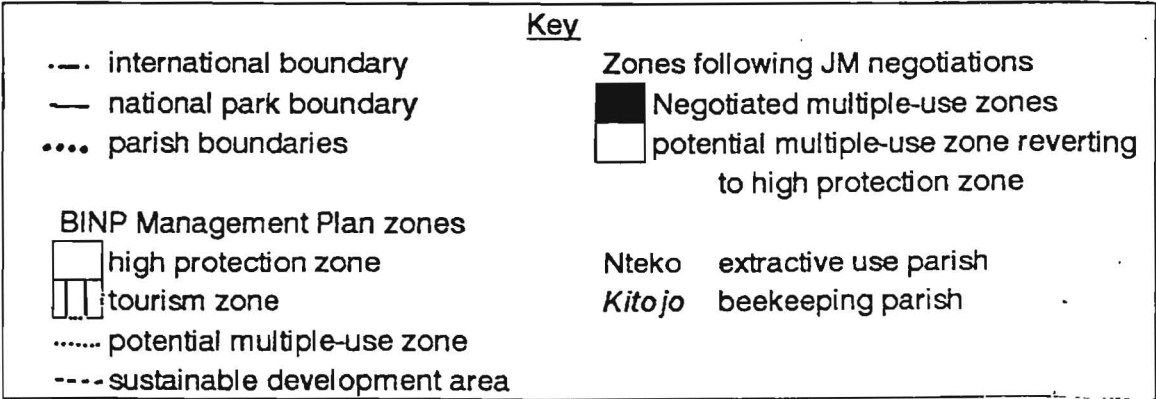 Key
international boundary
national park boundary
parish boundaries
BINP Management Plan zones
high protection zone
tourism zone
potential multiple-use zone
sustainable development area
Zones following JM negotiations
Negotiated multiple-use zones
potential multiple-use zone reverting
to high protection zone
Nteko extractive use parish
Kitojo beekeeping parish